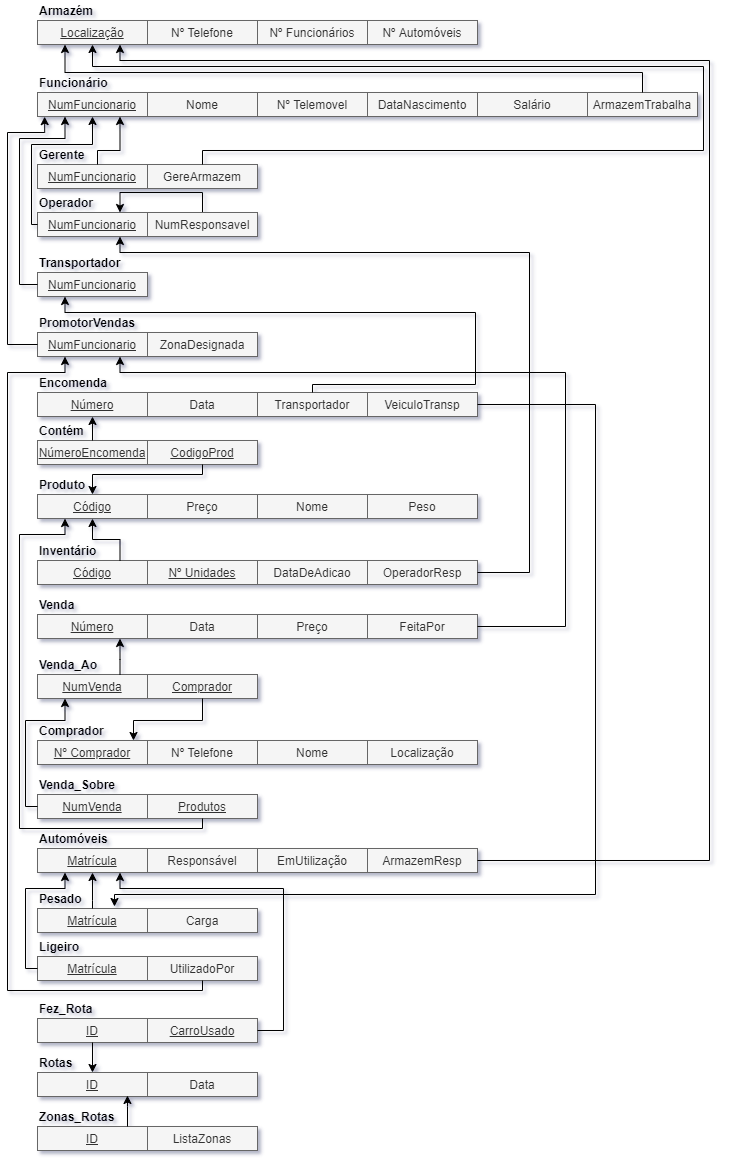 Armazém
Localização Nº Telefone Nº Funcionários Nº Automóveis
Funcionário
NumFuncionario Nome Nº Telemovel DataNascimento Salário ArmazemTrabalha
Gerente
NumFuncionario GereArmazem
Operador
NumFuncionario NumResponsavel
Transportador
NumFuncionario
PromotorVendas
NumFuncionario ZonaDesignada
Encomenda
Número Data Transportador VeiculoTransp
Contém
NúmeroEncomenda CodigoProd
Produto
Código Preço Nome Peso
Inventário
Código Nº Unidades DataDeAdicao OperadorResp
Venda
Número Data Preço FeitaPor
Venda_Ao
NumVenda Comprador
Comprador
Nº Comprador Nº Telefone Nome Localização
Venda_Sobre
NumVenda Produtos
Automóveis
Matrícula Responsável EmUtilização ArmazemResp
Pesado
Matrícula Carga
Ligeiro
Matrícula UtilizadoPor
Fez_Rota
ID CarroUsado
Rotas
ID Data
Zonas_Rotas
ID ListaZonas